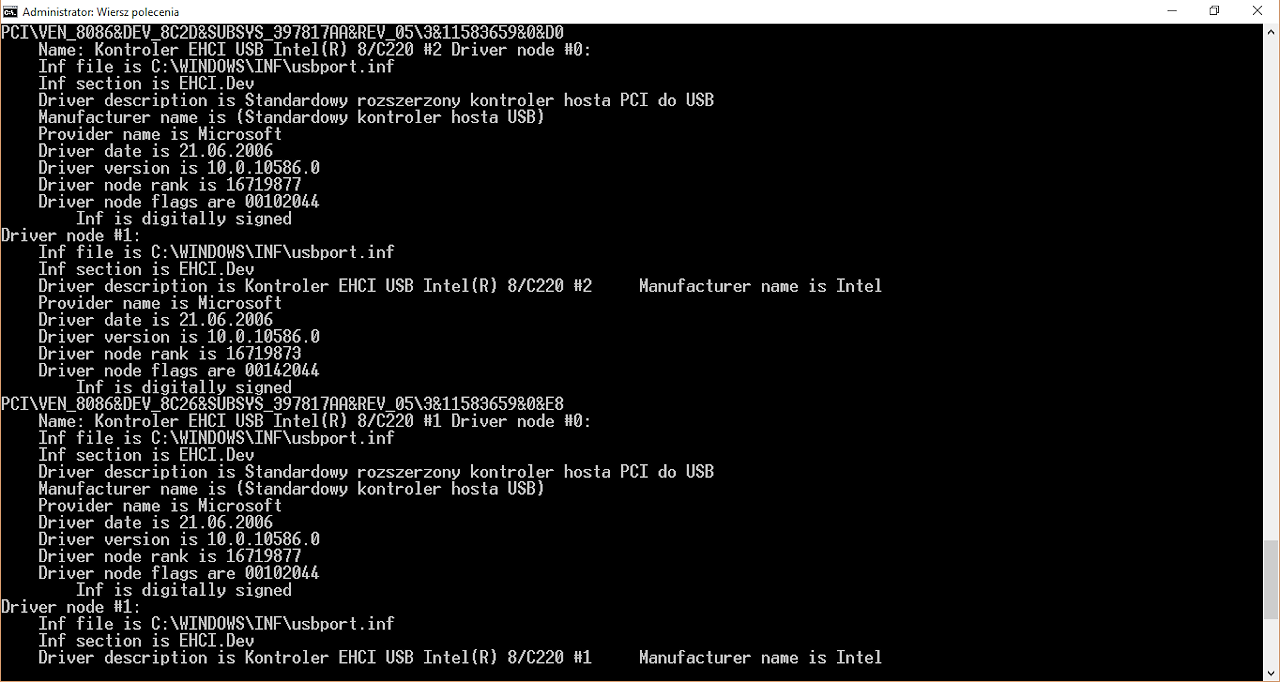 Administrator: Wiersz polecenia
PCI\VEN_8086&DEV_8C2D&SUBSYS_397817AA&REV_05\3&11583659&0&D0
    Name: Kontroler EHCI USB Intel(R) 8/C220 #2 Driver node #0:
    Inf file is C:\WINDOWS\INF\usbport.inf
    Inf section is EHCI.Dev
    Driver description is Standardowy rozszerzony kontroler hosta PCI do USB
    Manufacturer name is (Standardowy kontroler hosta USB)
    Provider name is Microsoft
    Driver date is 21.06.2006
    Driver version is 10.0.10586.0
    Driver node rank is 16719877
    Driver node flags are 00102044
        Inf is digitally signed
Driver node #1:
    Inf file is C:\WINDOWS\INF\usbport.inf
    Inf section is EHCI.Dev
    Driver description is Kontroler EHCI USB Intel(R) 8/C220 #2     Manufacturer name is Intel
    Provider name is Microsoft
    Driver date is 21.06.2006
    Driver version is 10.0.10586.0
    Driver node rank is 16719873
    Driver node flags are 00142044
        Inf is digitally signed
PCI\VEN_8086&DEV_8C26&SUBSYS_397817AA&REV_05\3&11583659&0&E8
    Name: Kontroler EHCI USB Intel(R) 8/C220 #1 Driver node #0:
    Inf file is C:\WINDOWS\INF\usbport.inf
    Inf section is EHCI.Dev
    Driver description is Standardowy rozszerzony kontroler hosta PCI do USB
    Manufacturer name is (Standardowy kontroler hosta USB)
    Provider name is Microsoft
    Driver date is 21.06.2006
    Driver version is 10.0.10586.0
    Driver node rank is 16719877
    Driver node flags are 00102044
        Inf is digitally signed
Driver node #1:
    Inf file is C:\WINDOWS\INF\usbport.inf
    Inf section is EHCI.Dev
    Driver description is Kontroler EHCI USB Intel(R) 8/C220 #1     Manufacturer name is Intel